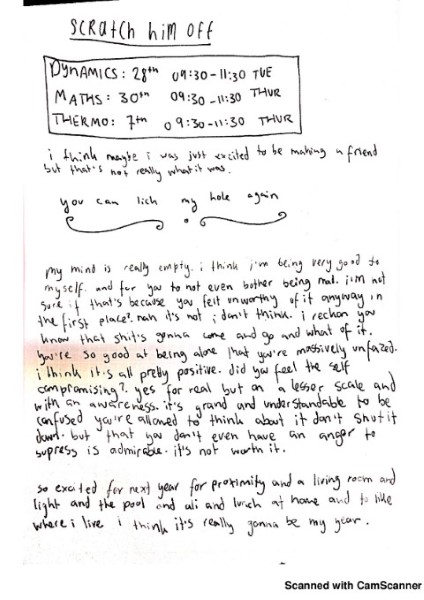 SCRatch him OFF
DYNAMICS: 28th 09:30-11:30 TUE
MATHS: 30th 09:30-11:30 THUR
THERMO: 7th 09:30-11:30 THUR
i think maybe i was just excited to be making a friend
but that's not really what it was.
you can lick my hole again
my mind is really empty. i think i'm being very good to
myself. and for you to not even bother being mad. i'm not
sure if that's because you felt unworthy of it anyway in
the first place? nah it's not i don't think. i reckon you
know that shit's gonna come and go and what of it.
you're so good at being alone that you're massively unfazed.
i think it's all pretty positive. did you feel the self
compromising? yes for real but on a lesser scale and
with an awareness. it's grand and understandable to be
confused you're allowed to think about it don't shut it
down. but that you don't even have an anger to
supress is admirable. it's not worth it.
so excited for next year for proximity and a living room and
light and the pool and ali and lunch at home and to like
where i live i think it's really gonna be my year.
Scanned with CamScanner